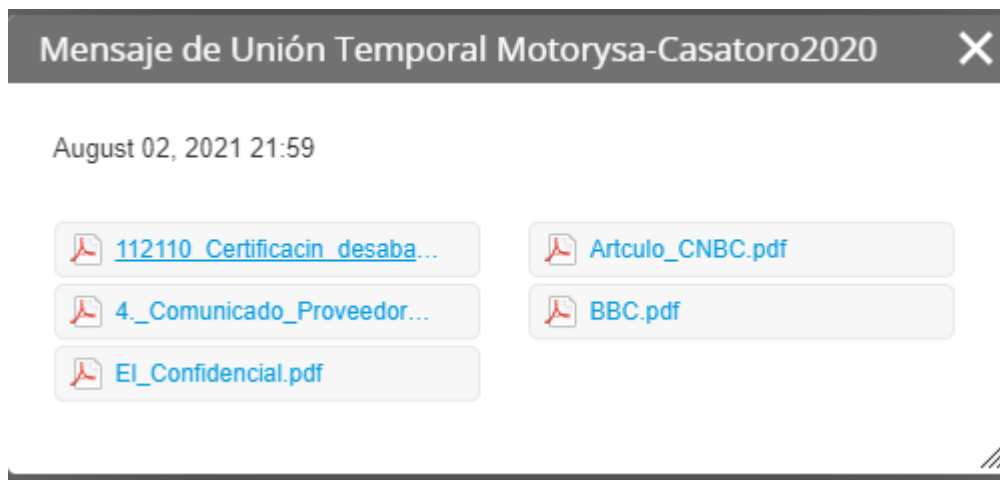 Mensaje de Unión Temporal Motorysa-Casatoro2020
August 02, 2021 21:59
112110_Certificacin_desaba...
Artculo_CNBC.pdf
4._Comunicado_Proveedor...
BBC.pdf
El_Confidencial.pdf